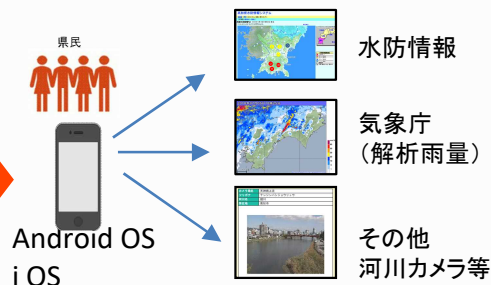 県民
Android OS
i OS
水防情報
気象庁
（解析雨量）
その他
河川カメラ等